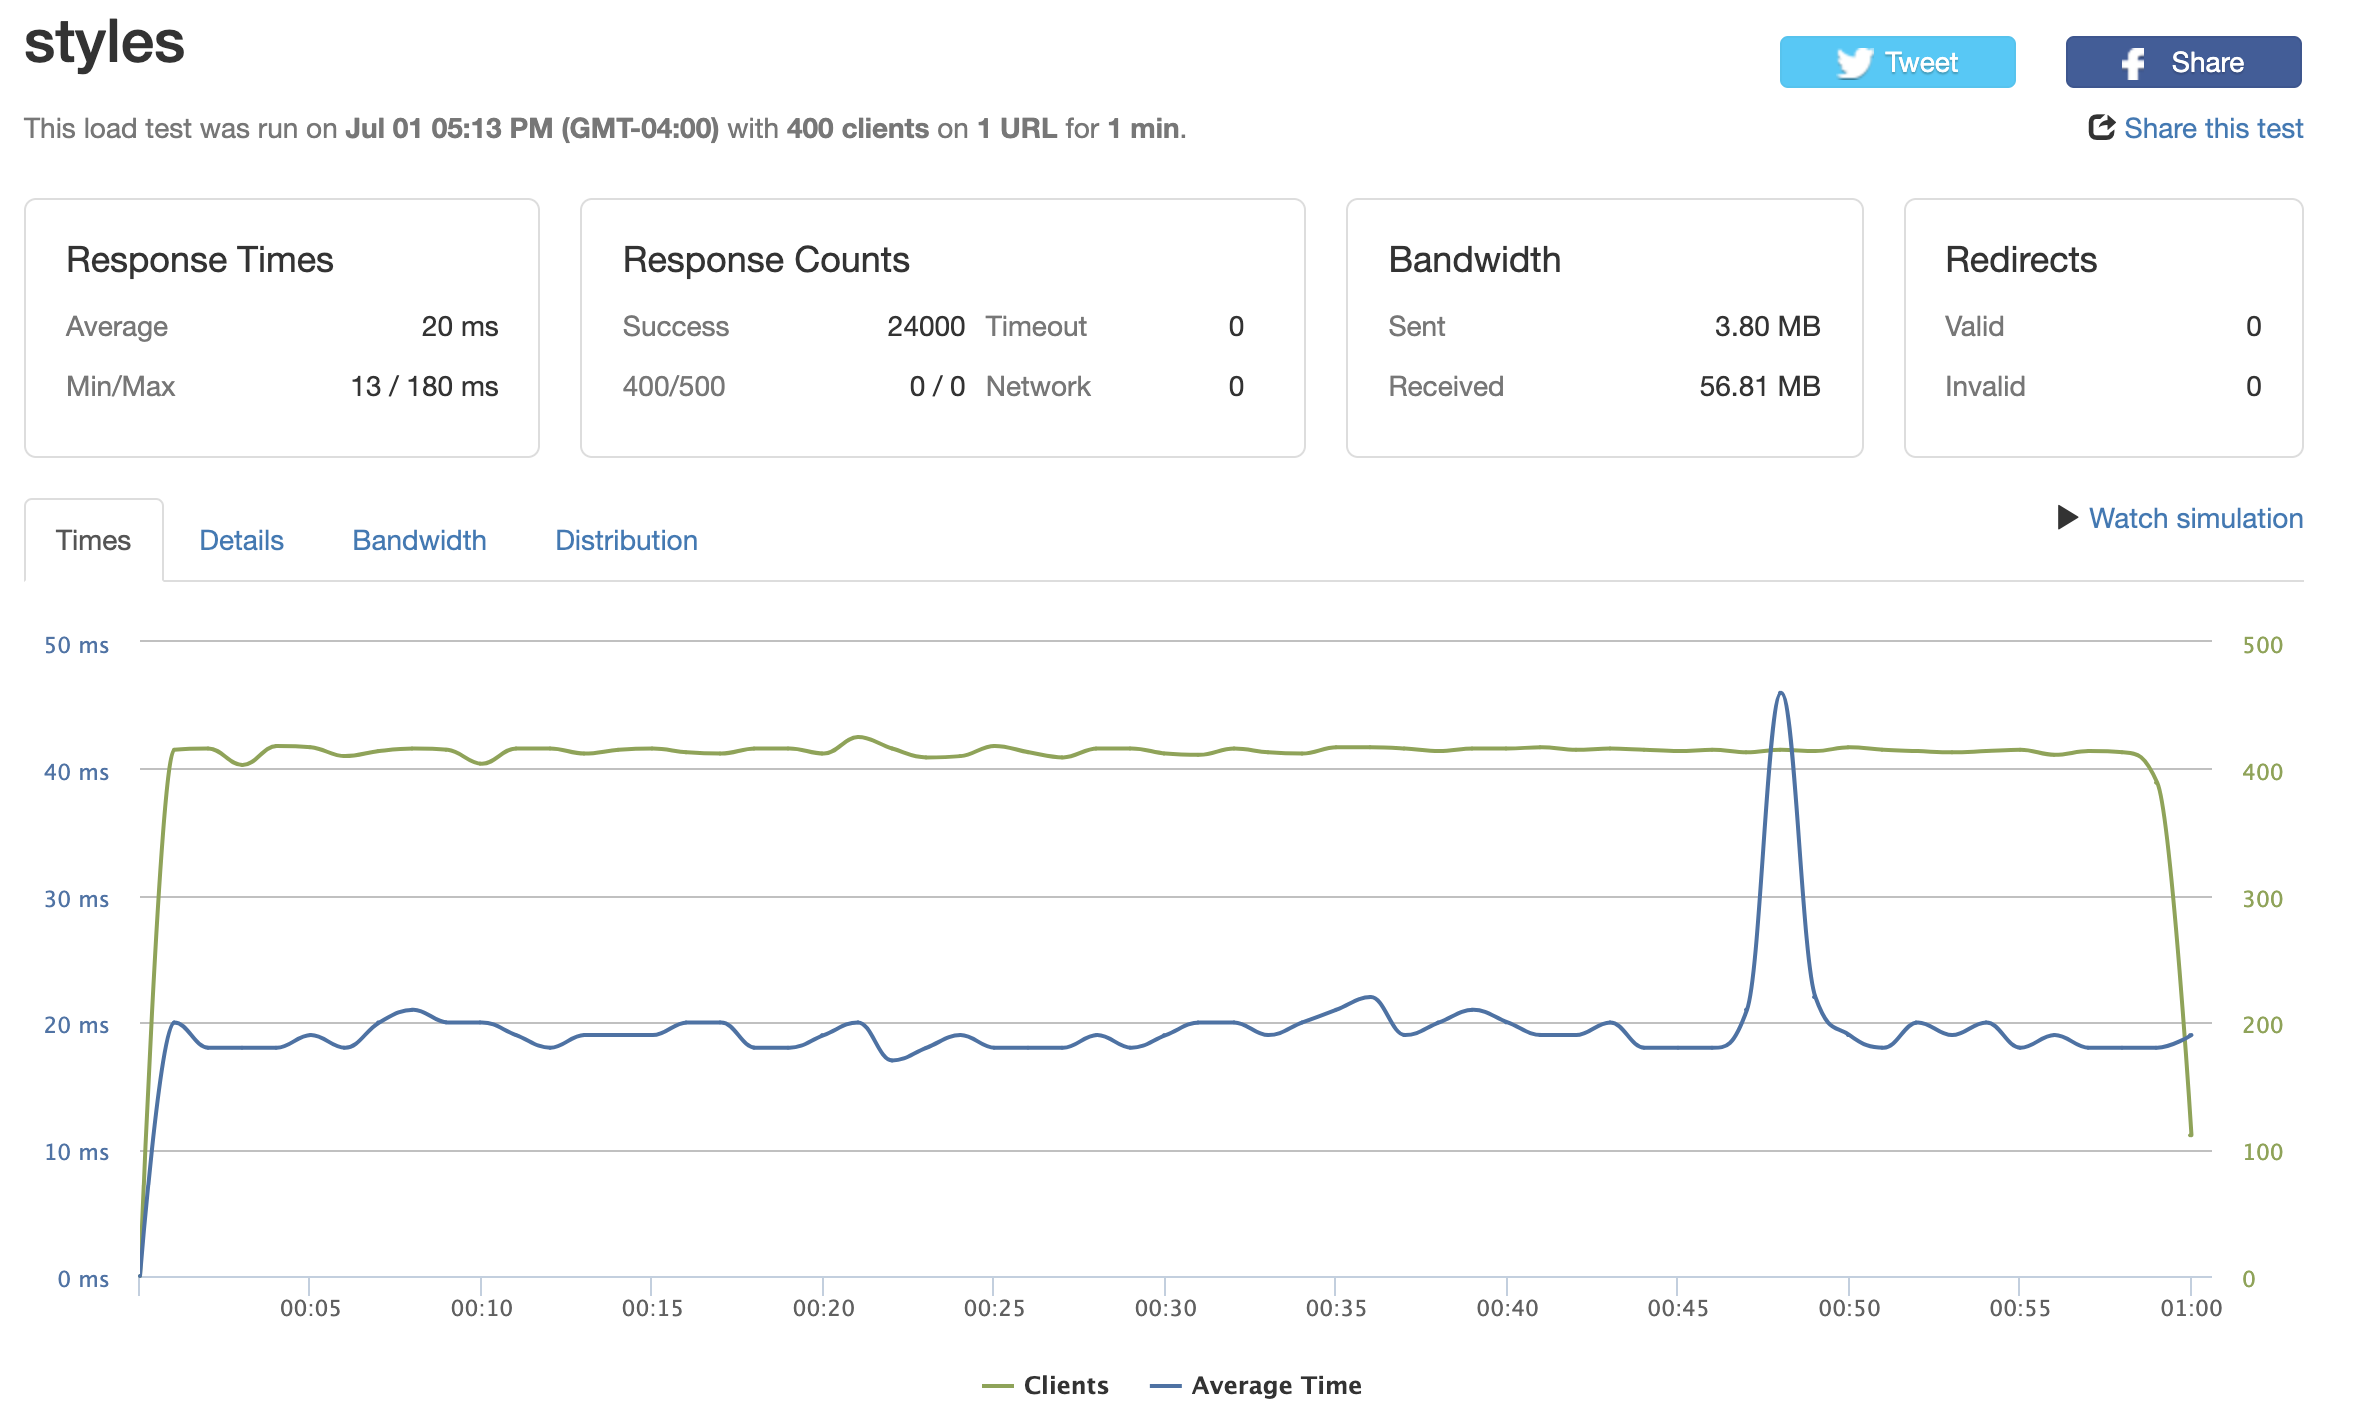 styles
Tweet
Share
This load test was run on Jul 01 05:13 PM (GMT-04:00) with 400 clients on 1 URL for 1 min.
Share this test
Response Times
Average 20 ms
Min/Max 13 / 180 ms
Response Counts
Success 24000 Timeout 0
400/500 0 / 0 Network 0
Bandwidth
Sent 3.80 MB
Received 56.81 MB
Redirects
Valid 0
Invalid 0
Times Details Bandwidth Distribution
Watch simulation
50 ms 500
40 ms 400
30 ms 300
20 ms 200
10 ms 100
0 ms 0
00:05 00:10 00:15 00:20 00:25 00:30 00:35 00:40 00:45 00:50 00:55 01:00
Clients Average Time